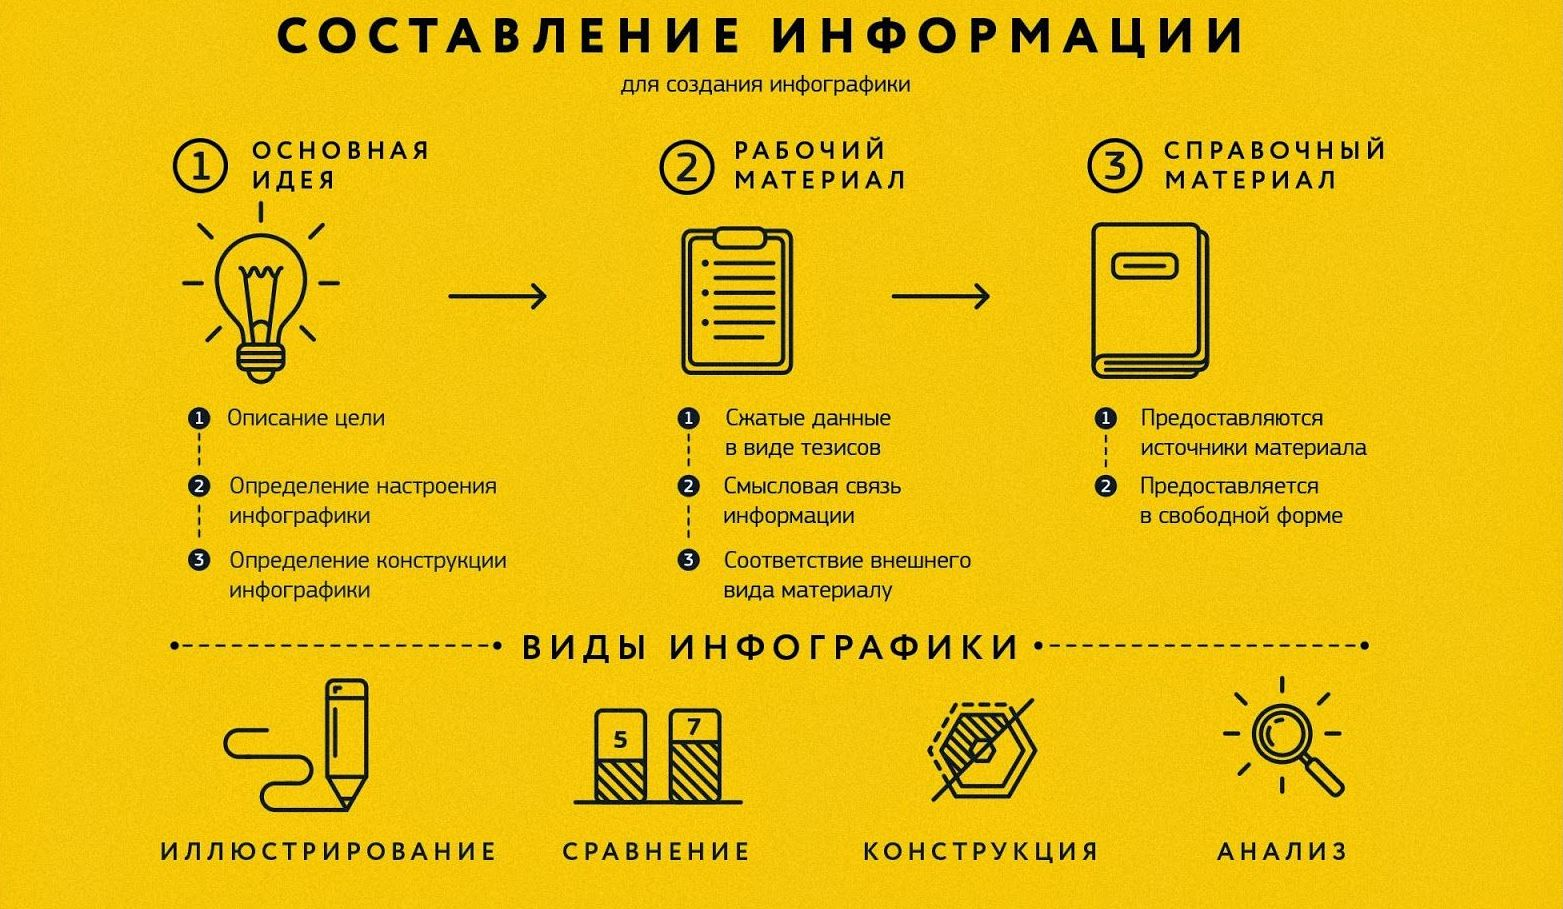 СОСТАВЛЕНИЕ ИНФОРМАЦИИ
для создания инфографики
1 ОСНОВНАЯ
ИДЕЯ
2 РАБОЧИЙ
МАТЕРИАЛ
3 СПРАВОЧНЫЙ
МАТЕРИАЛ
1 Описание цели
2 Определение настроения
инфографики
3 Определение конструкции
инфографики
1 Сжатые данные
в виде тезисов
2 Смысловая связь
информации
3 Соответствие внешнего
вида материалу
1 Предоставляются
источники материала
2 Предоставляется
в свободной форме
ВИДЫ ИНФОГРАФИКИ
5
7
ИЛЛЮСТРИРОВАНИЕ
СРАВНЕНИЕ
КОНСТРУКЦИЯ
АНАЛИЗ